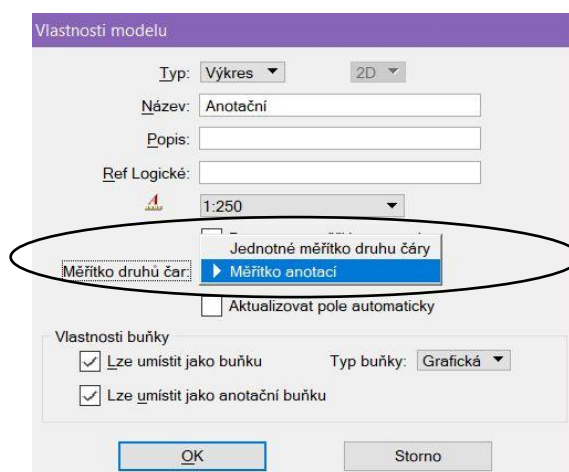 Vlastnosti modelu
Typ: Výkres 2D
Název: Anotační
Popis:
Ref Logické:
A 1:250
Jednotné měřítko druhu čáry
Měřítko druhů čar: Měřítko anotací
Aktualizovat pole automaticky
Vlastnosti buňky
Lze umístit jako buňku Typ buňky: Grafická
Lze umístit jako anotační buňku
OK Storno